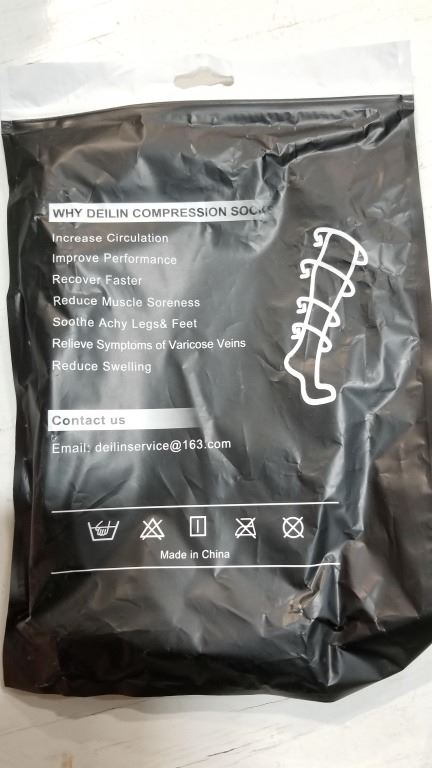 WHY DEILIN COMPRESSION SOCKS
Increase Circulation
Improve Performance
Recover Faster
Reduce Muscle Soreness
Soothe Achy Legs& Feet
Relieve Symptoms of Varicose Veins
Reduce Swelling
Contact us
Email: deilinservice@163.com
Made in China